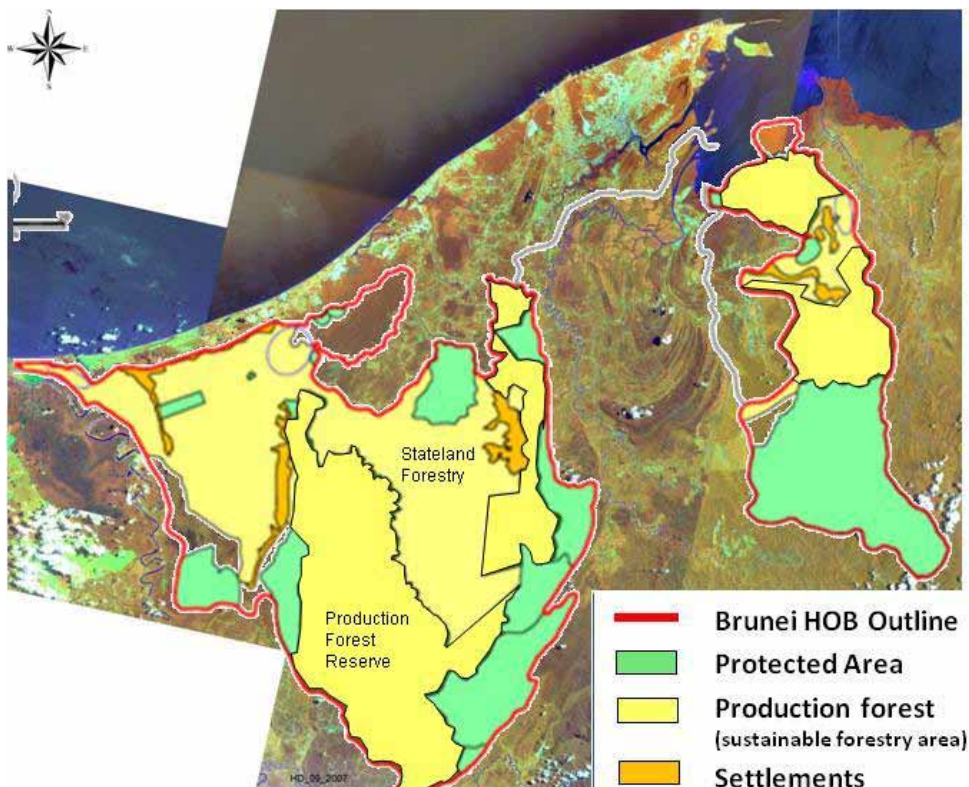 N
W
E
S
Stateland
Forestry
Production
Forest
Reserve
HD_09_2007
Brunei HOB Outline
Protected Area
Production forest
(sustainable forestry area)
Settlements